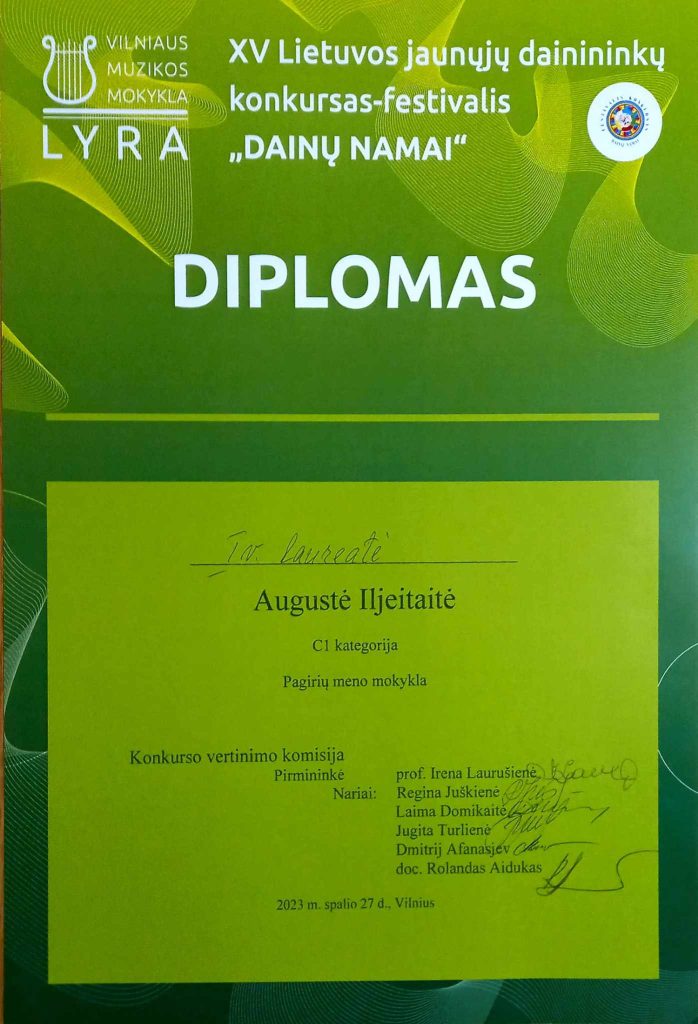 VILNIAUS
MUZIKOS
MOKYKLA
LYRA
XV Lietuvos jaunųjų dainininkų
konkursas-festivalis
„DAINŲ NAMAI“
DIPLOMAS
I v. laureatė
Augustė Iljeitaitė
C1 kategorija
Pagirių meno mokykla
Konkurso vertinimo komisija
Pirmininkė prof. Irena Laurušienė
Nariai: Regina Juškienė
Laima Domikaitė
Jugita Turlienė
Dmitrij Afanasjev
doc. Rolandas Aidukas
2023 m. spalio 27 d., Vilnius